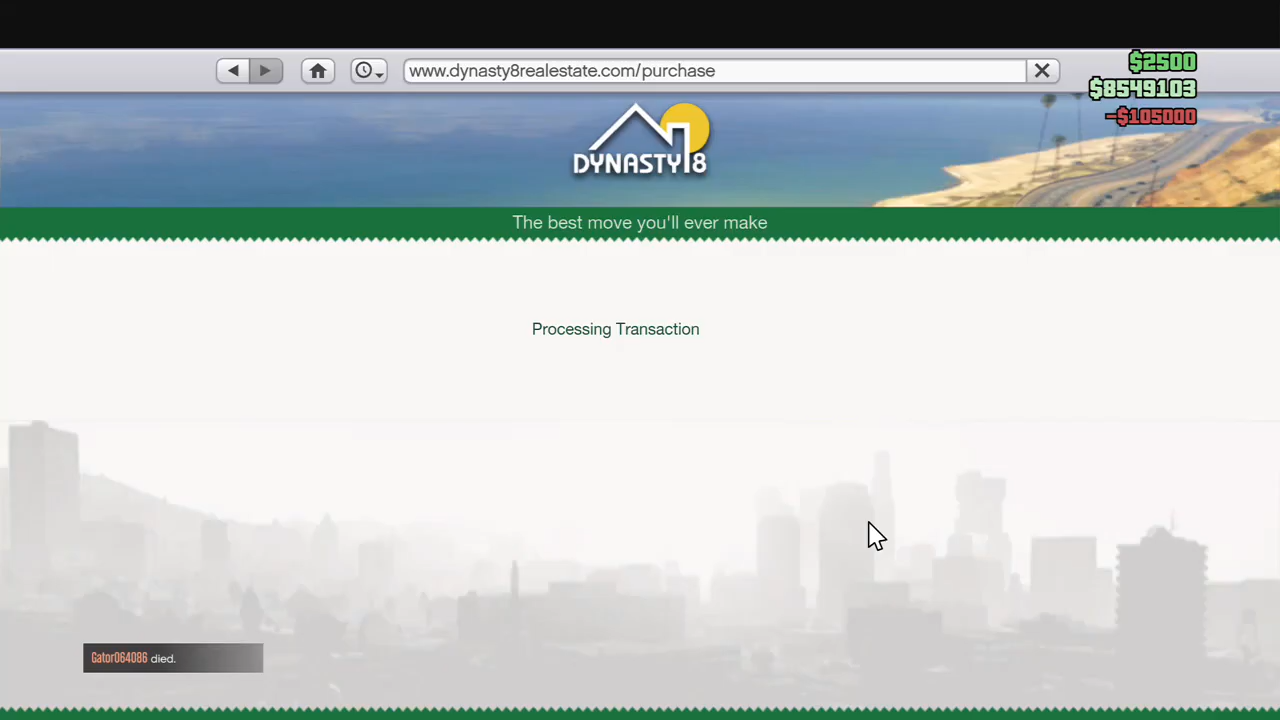 www.dynasty8realestate.com/purchase
$2500
$8549103
-$105000
DYNASTY8
The best move you'll ever make
Processing Transaction
Gator064086 died.